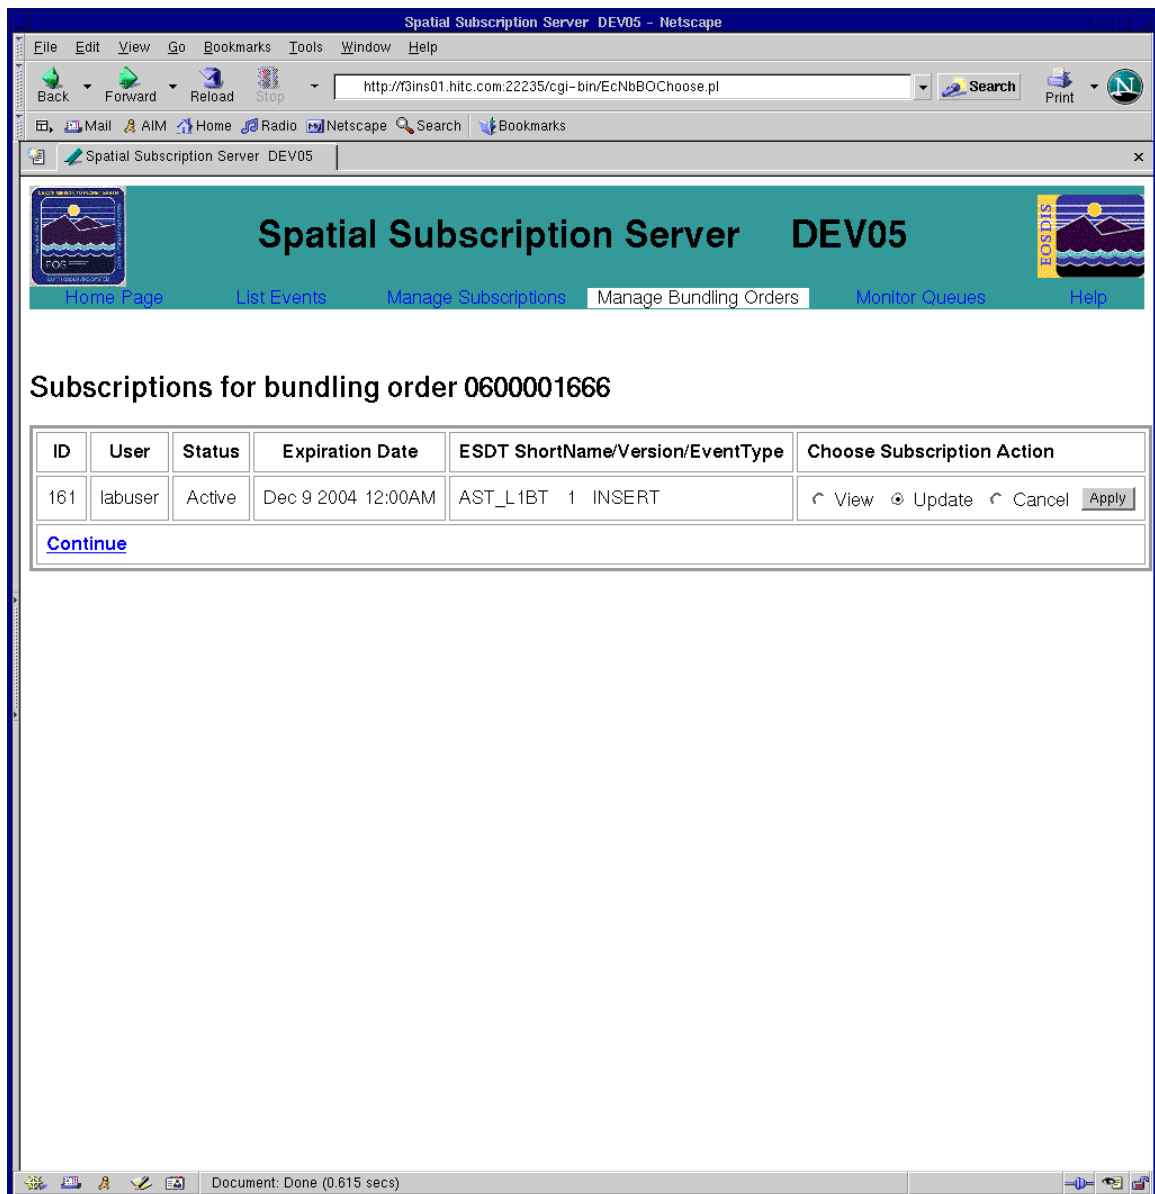 Spatial Subscription Server DEV05 - Netscape
File Edit View Go Bookmarks Tools Window Help
Back Forward Reload Stop http://f3ins01.hitc.com:22235/cgi-bin/EcNbBOChoose.pl Search Print N
Mail AIM Home Radio My Netscape Search Bookmarks
Spatial Subscription Server DEV05 x
Spatial Subscription Server DEV05
EOS
EOSDIS
Home Page List Events Manage Subscriptions Manage Bundling Orders Monitor Queues Help
Subscriptions for bundling order 0600001666
ID User Status Expiration Date ESDT ShortName/Version/EventType Choose Subscription Action
161 labuser Active Dec 9 2004 12:00AM AST_L1BT 1 INSERT View Update Cancel Apply
Continue
Document: Done (0.615 secs)